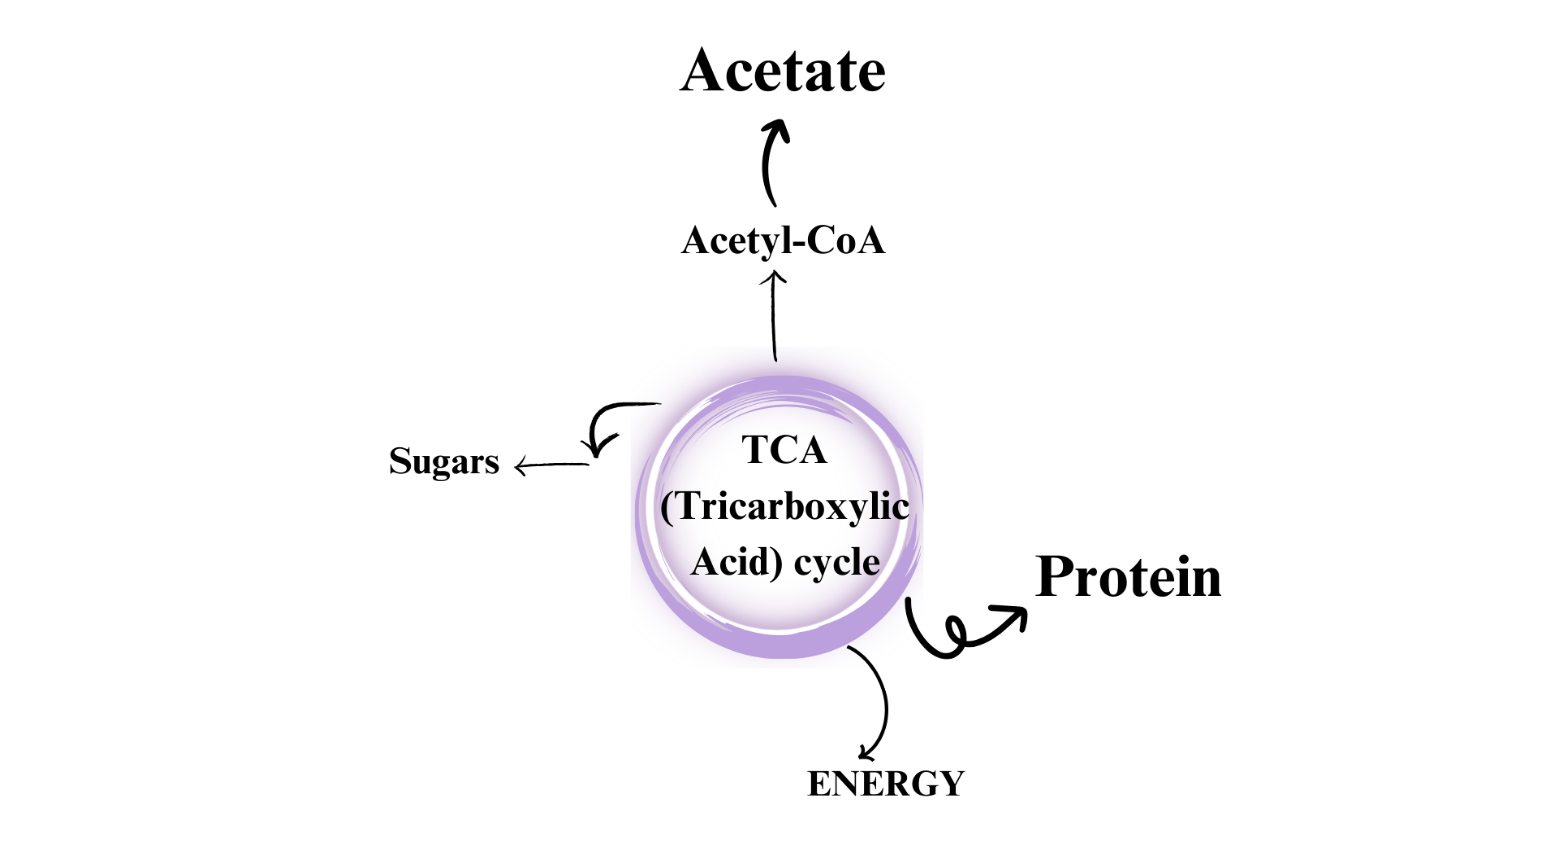 Acetate
Acetyl-CoA
TCA
(Tricarboxylic
Acid) cycle
Sugars
Protein
ENERGY